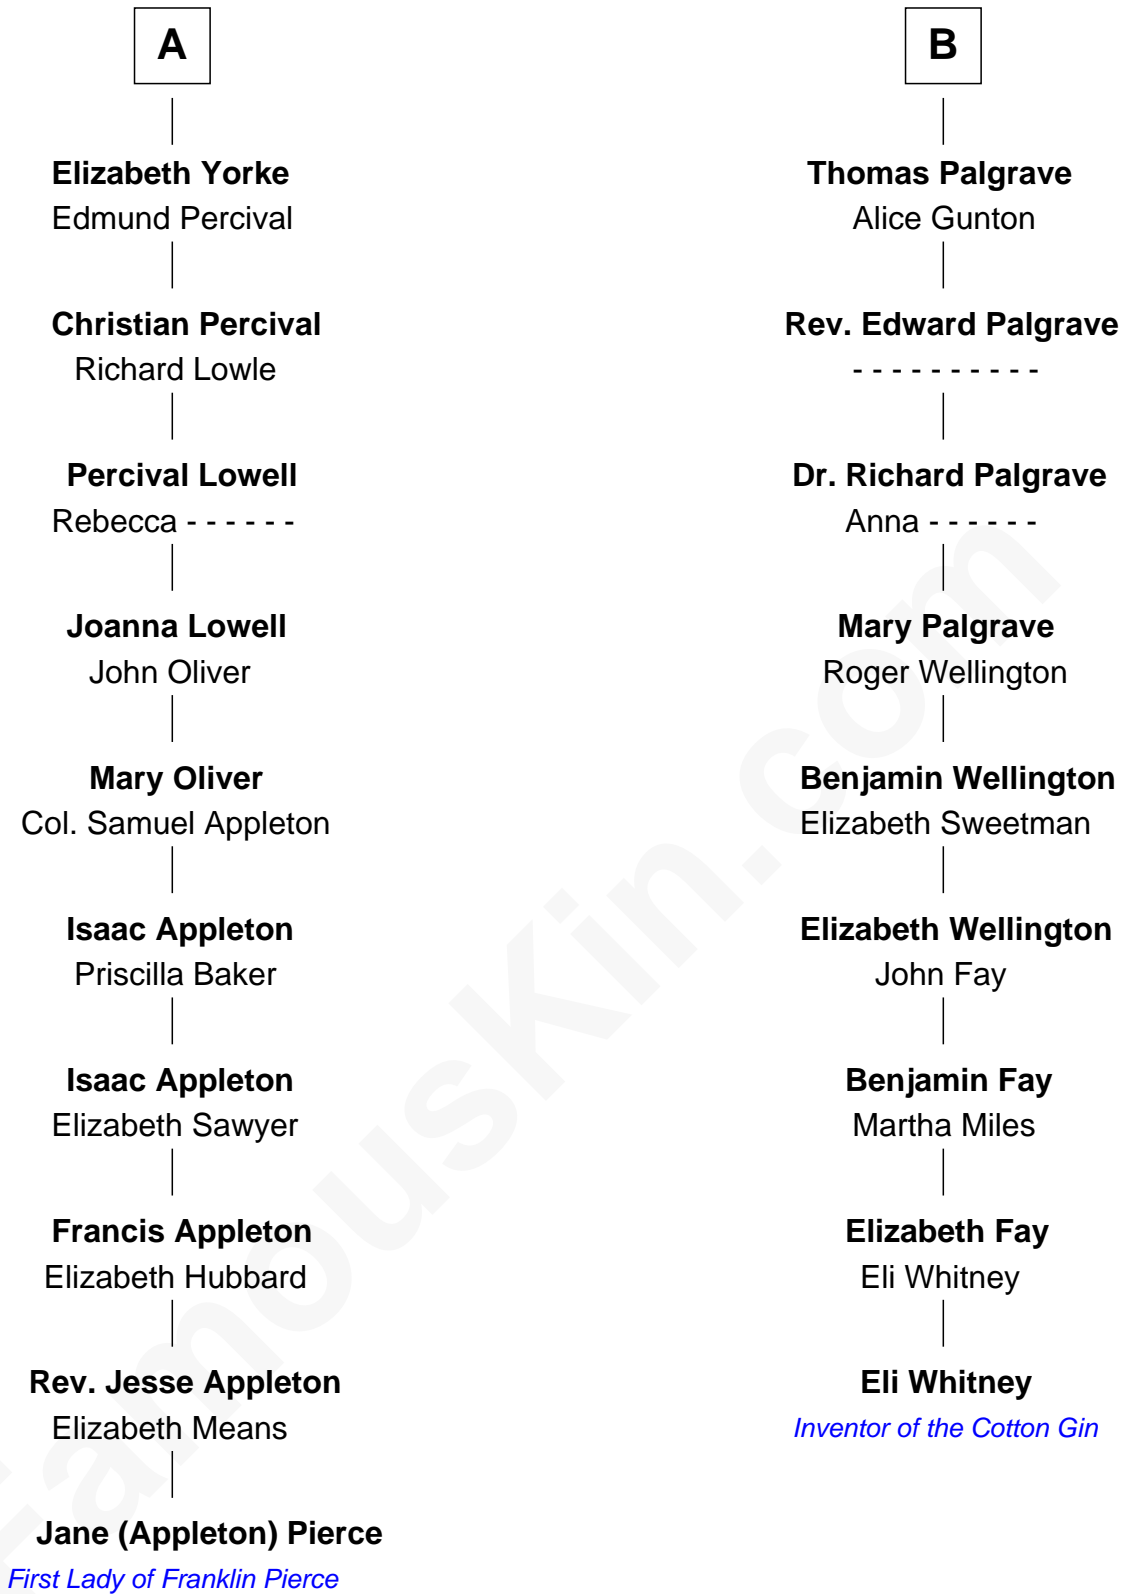 A
Elizabeth Yorke
Edmund Percival
Christian Percival
Richard Lowle
Percival Lowell
Rebecca - - - - - -
Joanna Lowell
John Oliver
Mary Oliver
Col. Samuel Appleton
Isaac Appleton
Priscilla Baker
Isaac Appleton
Elizabeth Sawyer
Francis Appleton
Elizabeth Hubbard
Rev. Jesse Appleton
Elizabeth Means
Jane (Appleton) Pierce
First Lady of Franklin Pierce
B
Thomas Palgrave
Alice Gunton
Rev. Edward Palgrave
- - - - - - - - - -
Dr. Richard Palgrave
Anna - - - - - -
Mary Palgrave
Roger Wellington
Benjamin Wellington
Elizabeth Sweetman
Elizabeth Wellington
John Fay
Benjamin Fay
Martha Miles
Elizabeth Fay
Eli Whitney
Eli Whitney
Inventor of the Cotton Gin
FamousKin.com